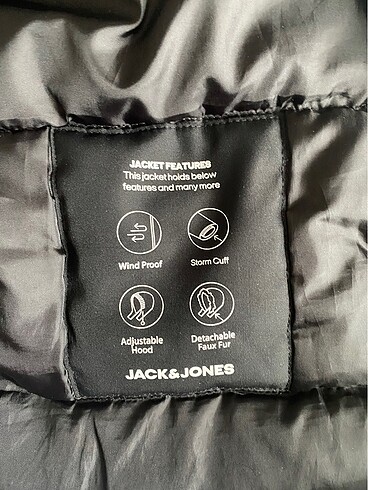 JACKET FEATURES
This jacket holds below
features and many more
Wind Proof
Storm Cuff
Adjustable
Hood
Detachable
Faux Fur
JACK&JONES